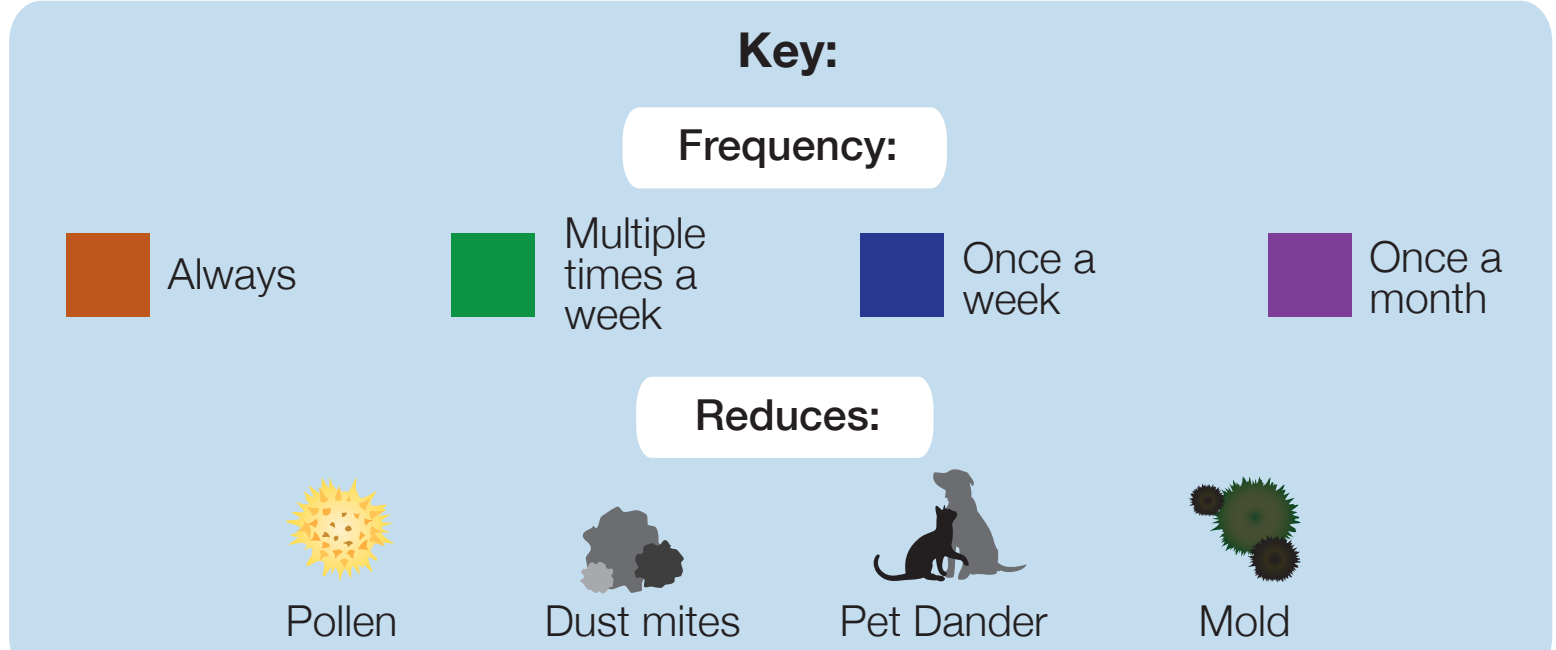 Key:
Frequency:
Always
Multiple
times a
week
Once a
week
Once a
month
Reduces:
Pollen
Dust mites
Pet Dander
Mold